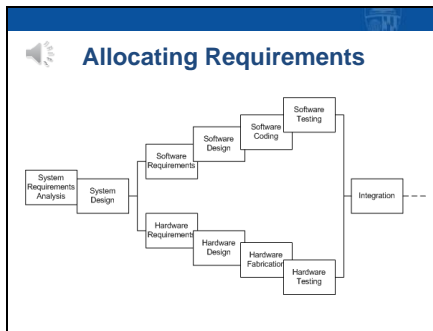 Allocating Requirements
System
Requirements
Analysis
System
Design
Software
Requirements
Software
Design
Software
Coding
Software
Testing
Hardware
Requirements
Hardware
Design
Hardware
Fabrication
Hardware
Testing
Integration